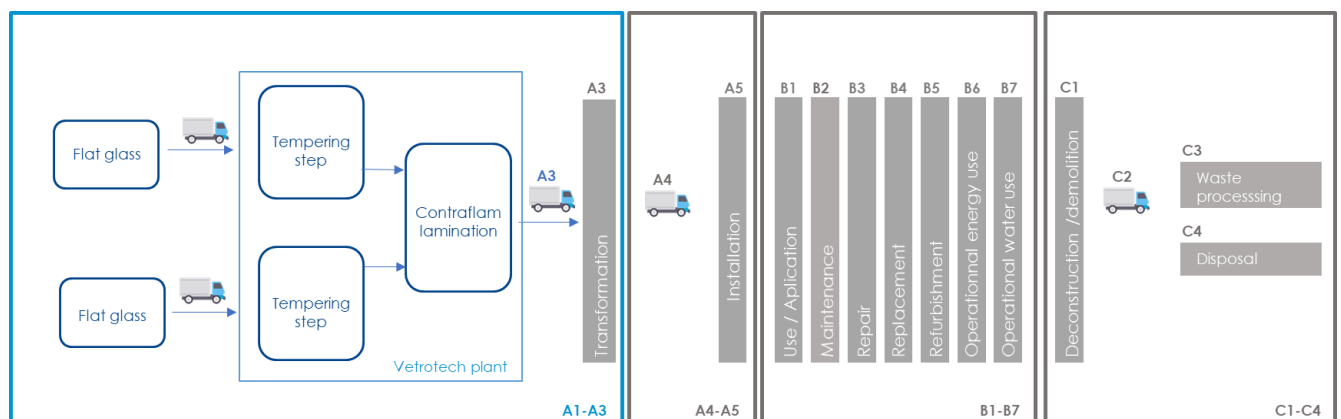 Flat glass
Flat glass
Tempering
step
Tempering
step
Contraflam
lamination
Vetrotech plant
A3
A3
Transformation
A1-A3
A4
A5
Installation
A4-A5
B1
Use / Aplication
B2
Maintenance
B3
Repair
B4
Replacement
B5
Refurbishment
B6
Operationnal energy use
B7
Operational water use
B1-B7
C1
Deconstruction /demolition
C2
C3
Waste
processsing
C4
Disposal
C1-C4